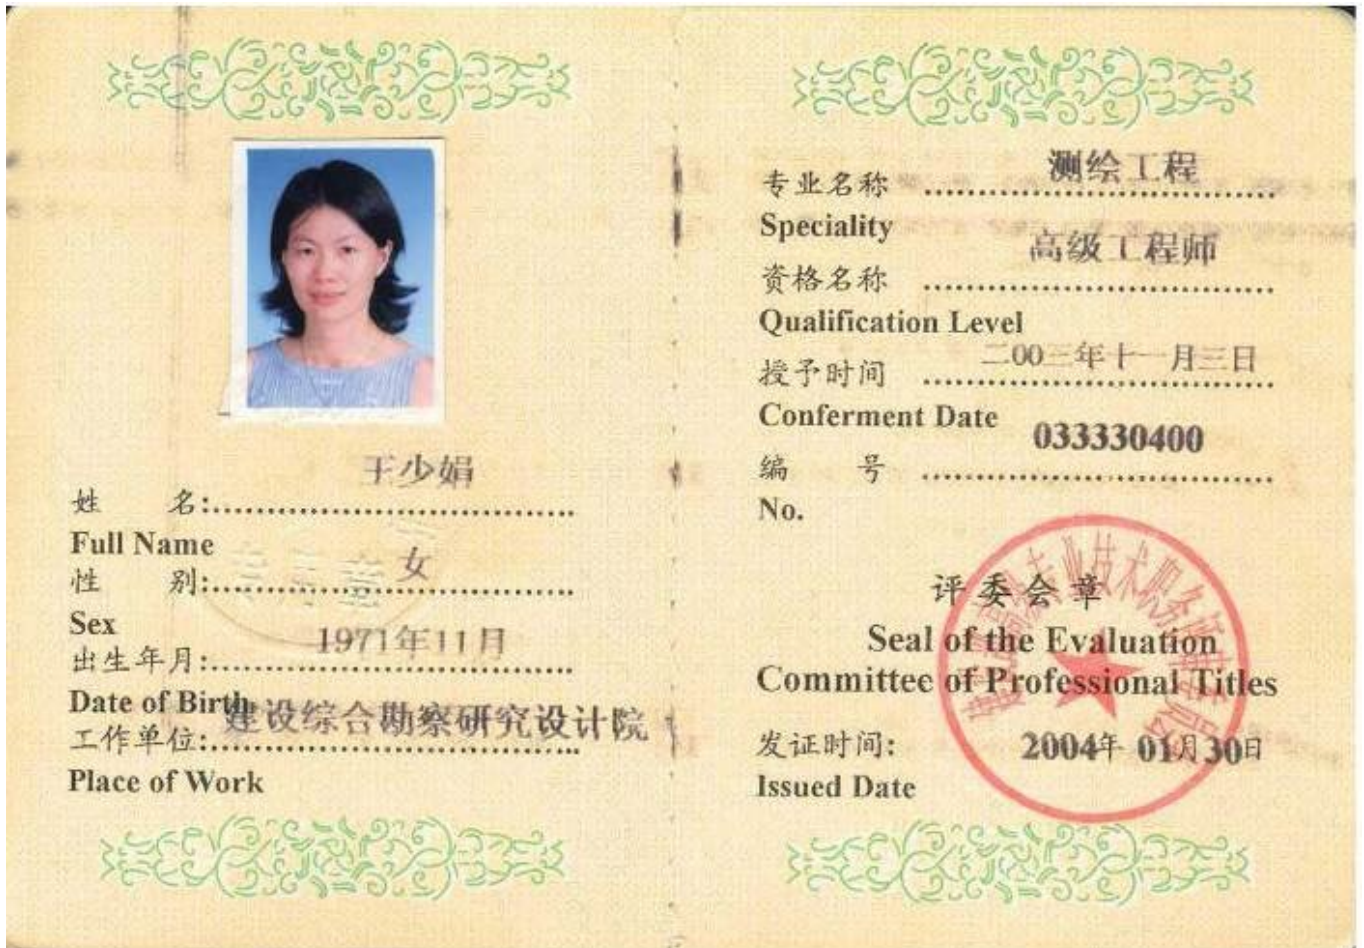 王少娟
姓 名:
Full Name
女
性 别:
Sex
1971年11月
出生年月:
Date of Birth
建设综合勘察研究设计院
工作单位:
Place of Work
测绘工程
专业名称
Speciality
高级工程师
资格名称
Qualification Level
二00三年十一月三日
授予时间
Conferment Date
033330400
编 号
No.
评委会章
Seal of the Evaluation
Committee of Professional Titles
发证时间: 2004年 01月30日
Issued Date